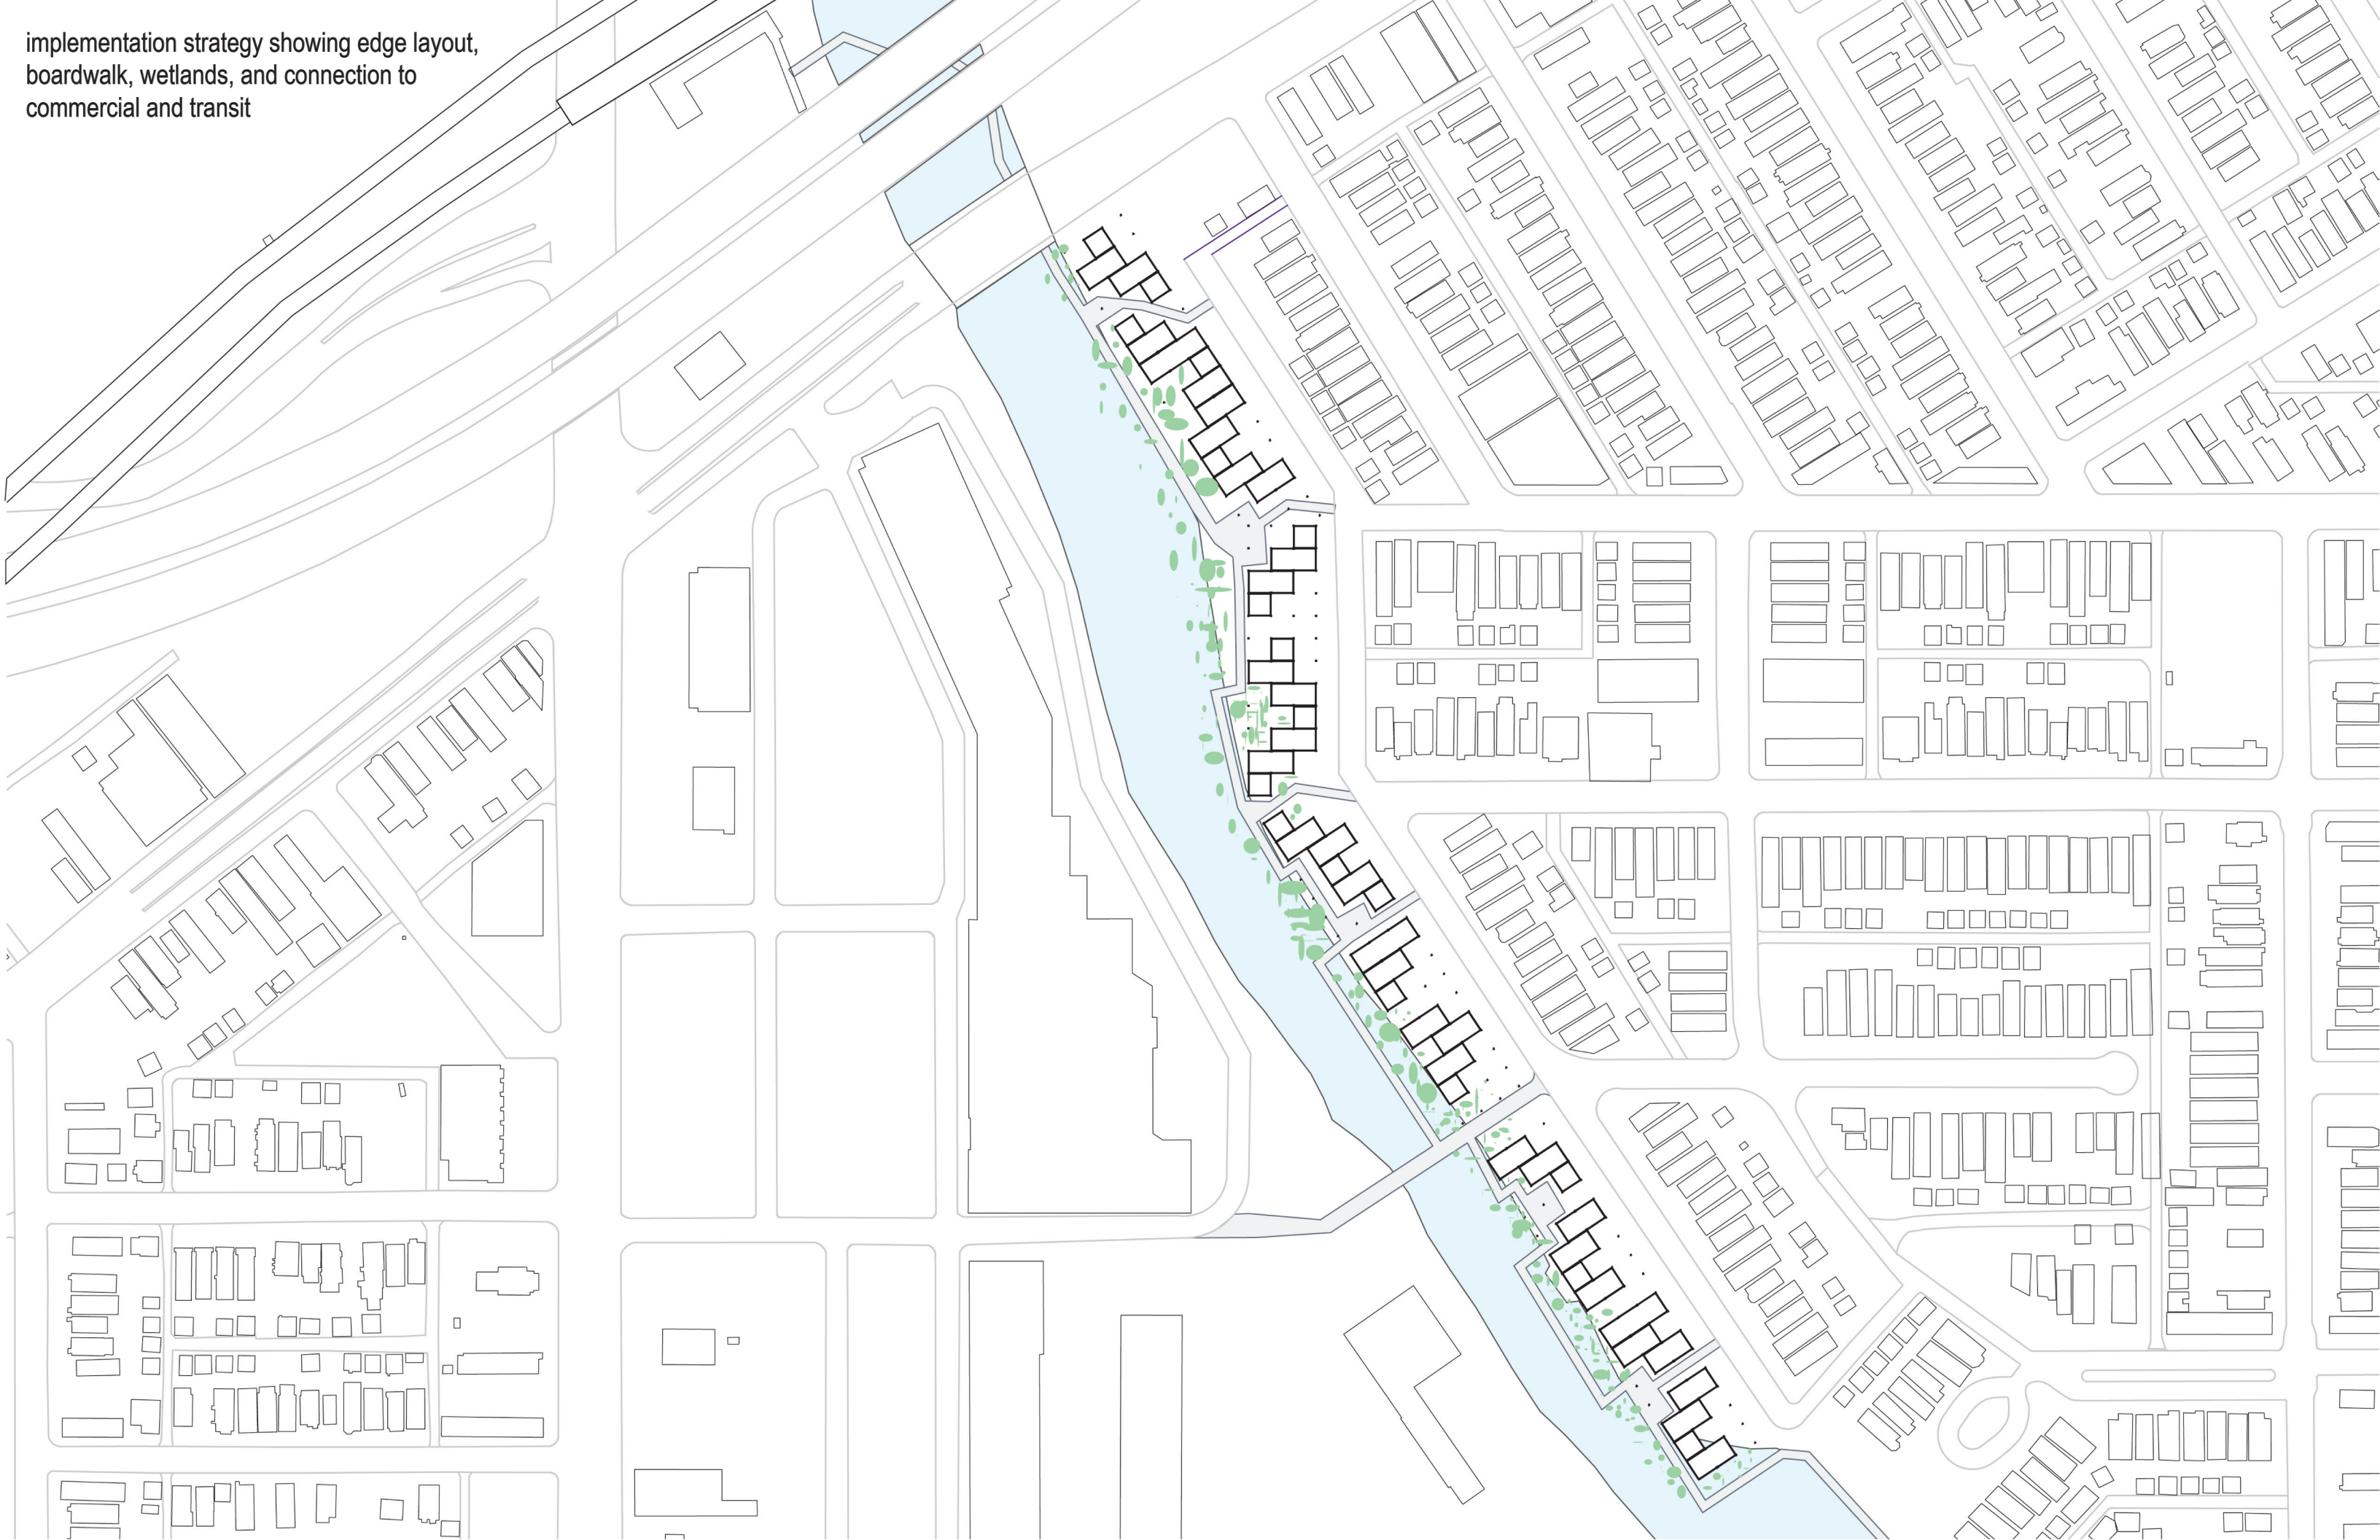 implementation strategy showing edge layout,
boardwalk, wetlands, and connection to
commercial and transit